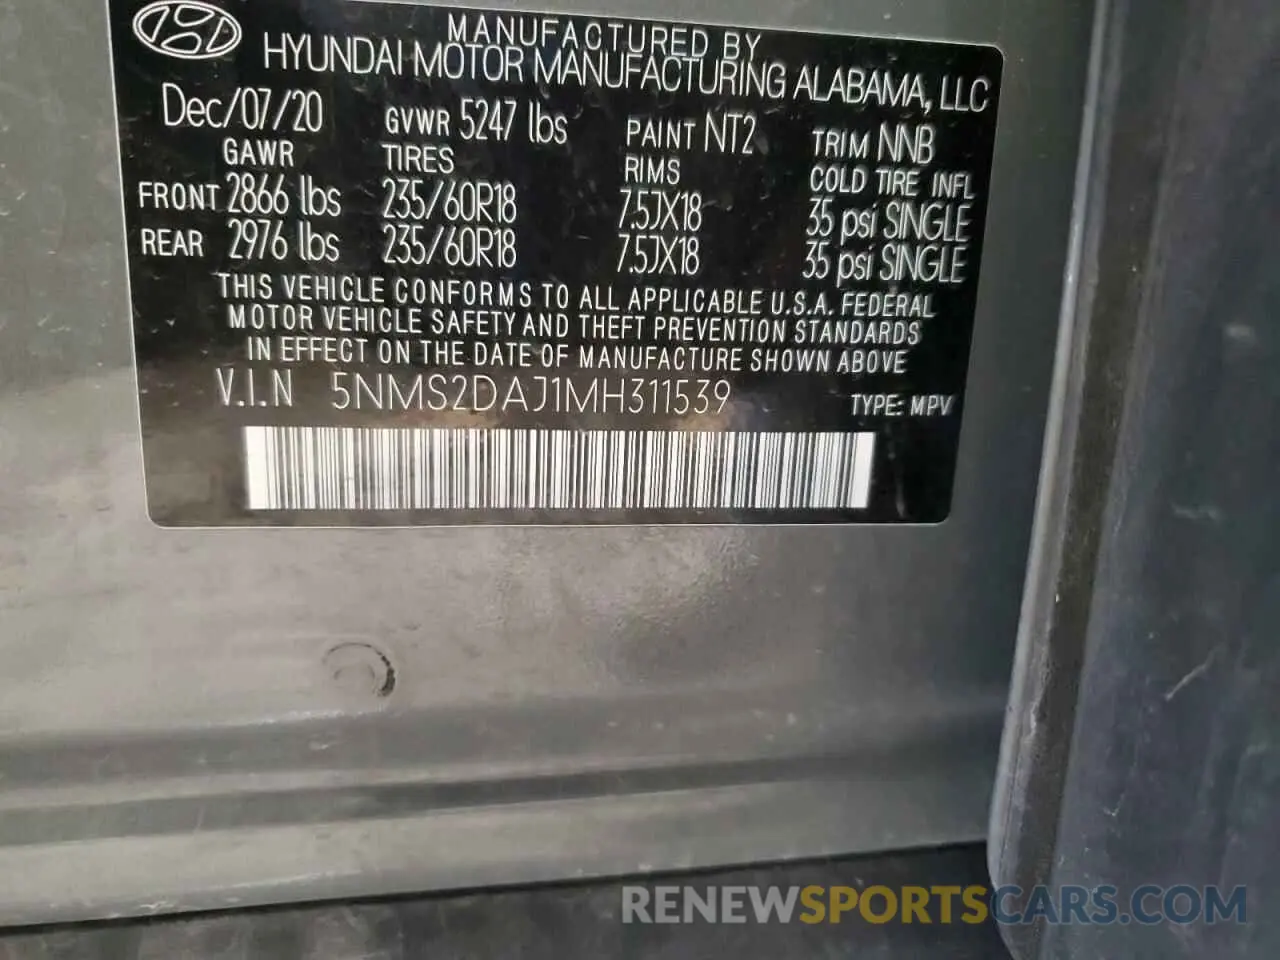 MANUFACTURED BY
HYUNDAI MOTOR MANUFACTURING ALABAMA, LLC
Dec/07/20 GVWR 5247 lbs PAINT NT2 TRIM NNB
GAWR TIRES RIMS COLD TIRE INFL
FRONT 2866 lbs 235/60R18 7.5JX18 35 psi SINGLE
REAR 2976 lbs 235/60R18 7.5JX18 35 psi SINGLE
THIS VEHICLE CONFORMS TO ALL APPLICABLE U.S.A. FEDERAL
MOTOR VEHICLE SAFETY AND THEFT PREVENTION STANDARDS
IN EFFECT ON THE DATE OF MANUFACTURE SHOWN ABOVE
V.I.N 5NMS2DAJ1MH311539 TYPE: MPV
RENEWSPORTSCARS.COM